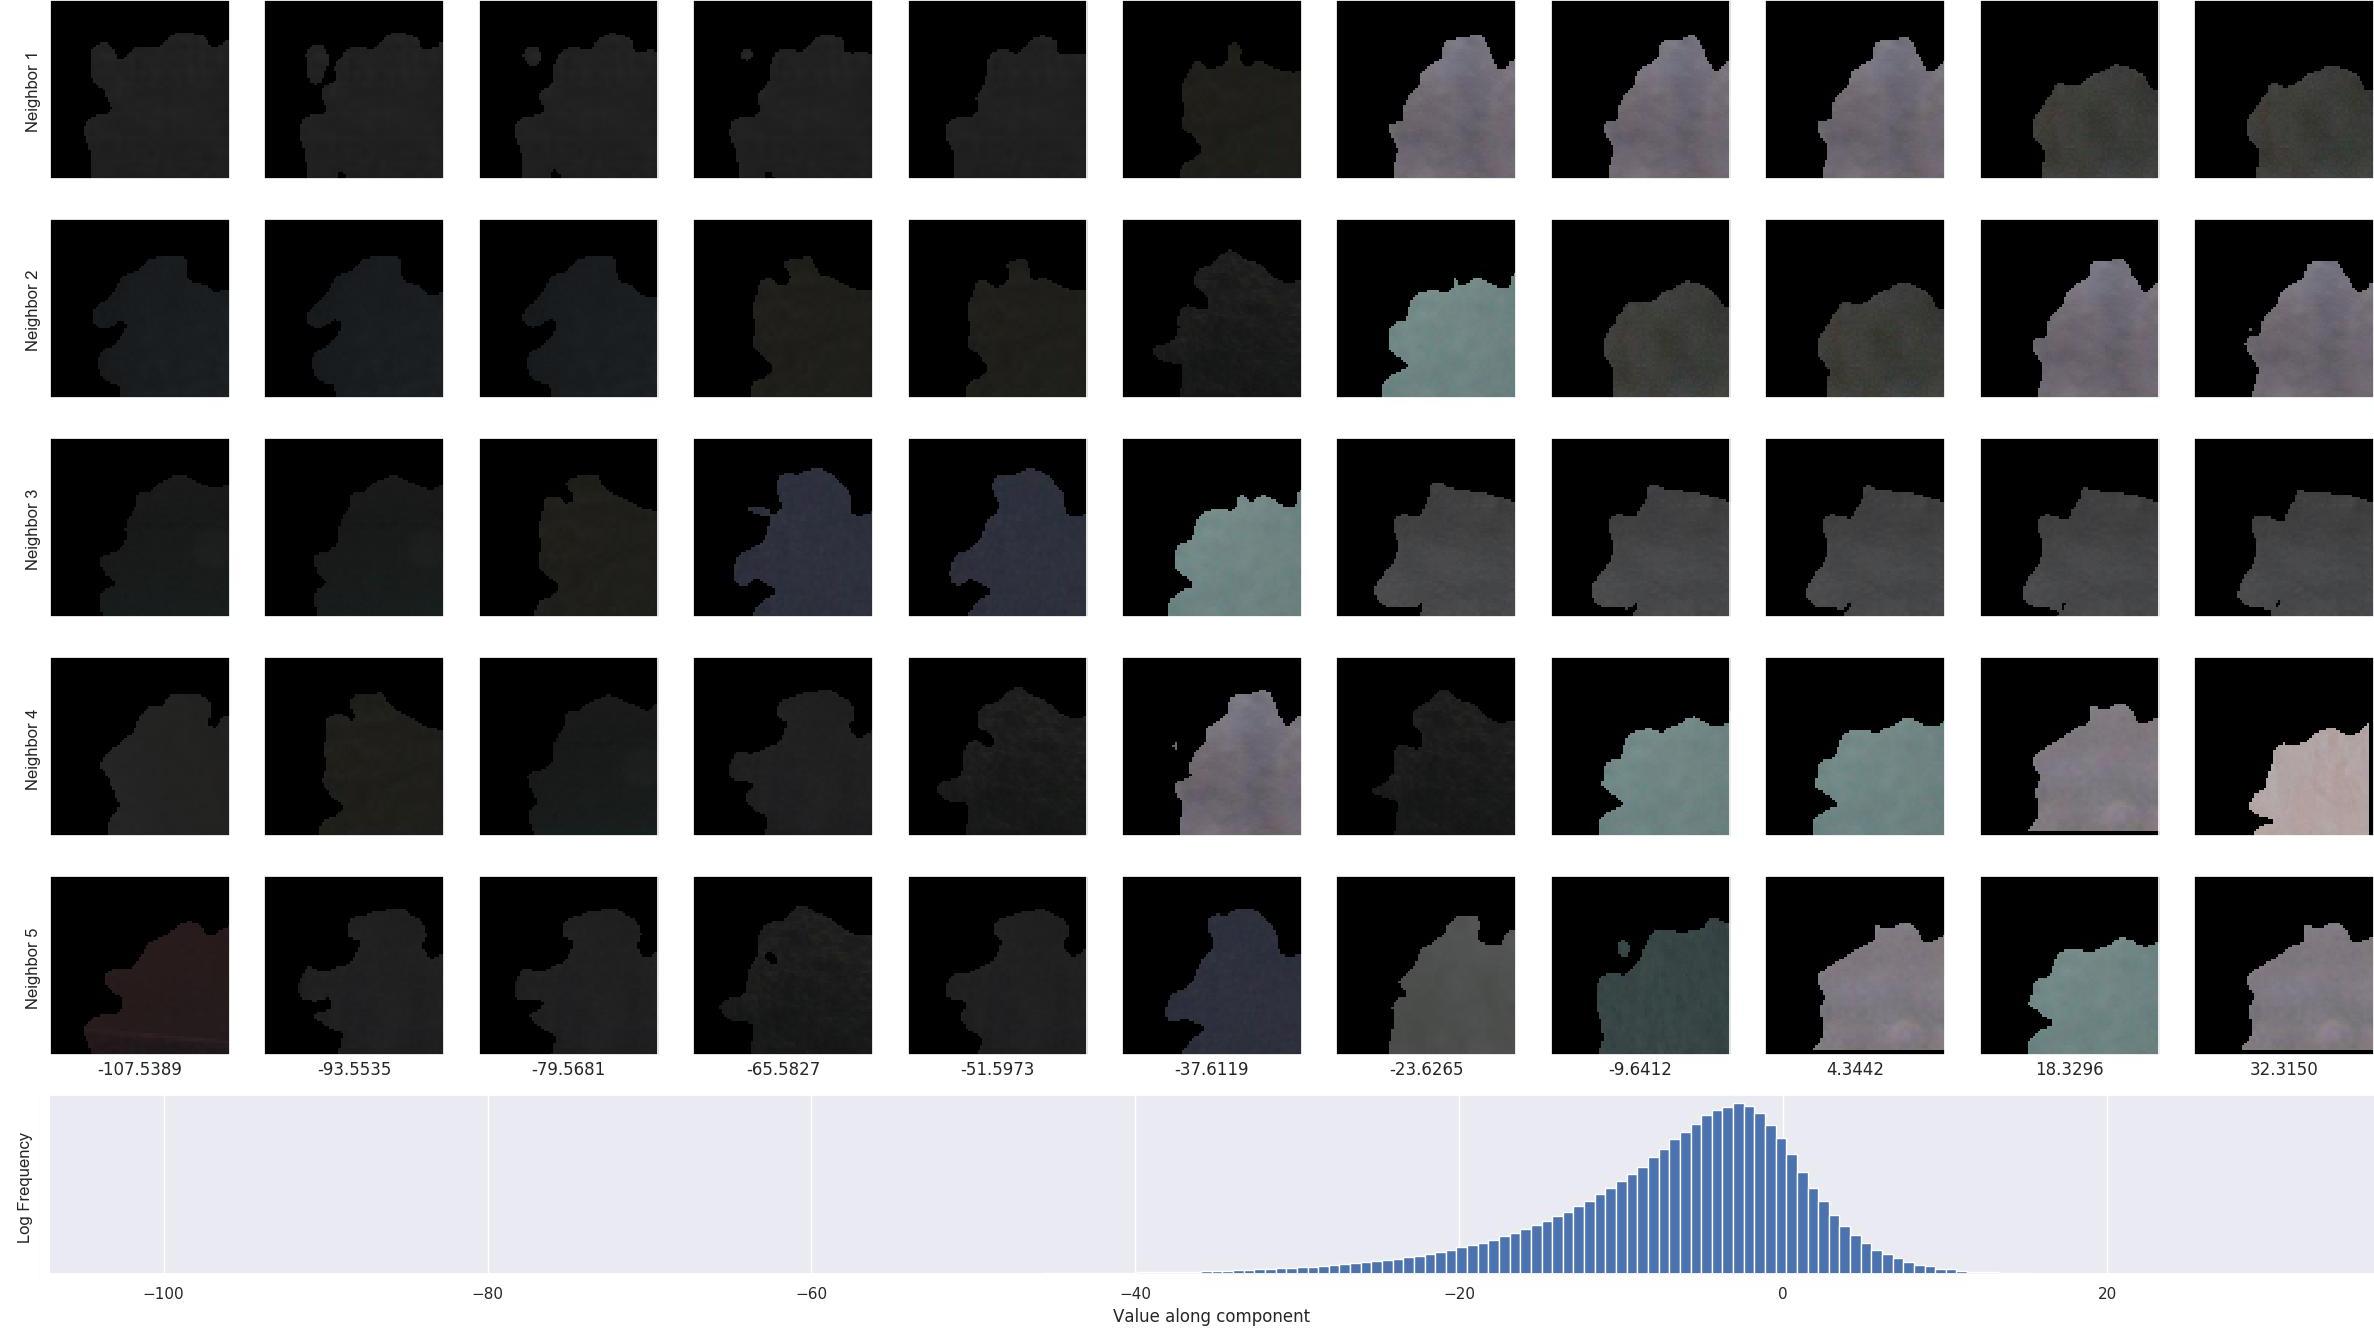 Neighbor 1
Neighbor 2
Neighbor 3
Neighbor 4
Neighbor 5
-107.5389 -93.5535 -79.5681 -65.5827 -51.5973 -37.6119 -23.6265 -9.6412 4.3442 18.3296 32.3150
Log Frequency
−100 −80 −60 −40 −20 0 20
Value along component